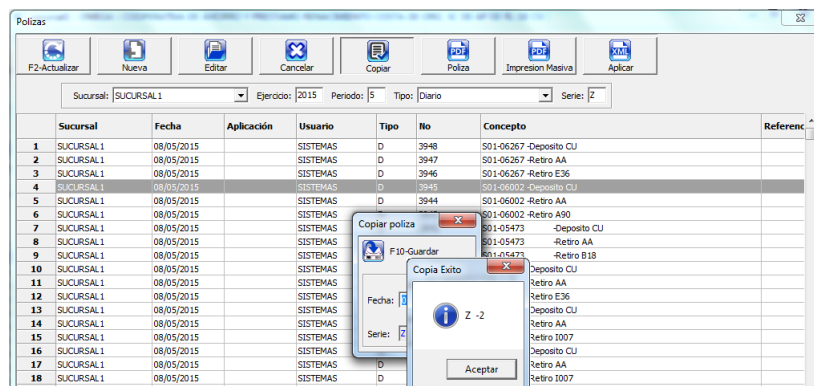 Polizas
F2-Actualizar Nueva Editar Cancelar Copiar Poliza Impresion Masiva Aplicar
Sucursal: SUCURSAL1 Ejercicio: 2015 Periodo: 5 Tipo: Diario Serie: Z
Sucursal Fecha Aplicación Usuario Tipo No Concepto Referenc
1 SUCURSAL1 08/05/2015 SISTEMAS D 3948 S01-06267 -Deposito CU
2 SUCURSAL1 08/05/2015 SISTEMAS D 3947 S01-06267 -Retiro AA
3 SUCURSAL1 08/05/2015 SISTEMAS D 3946 S01-06267 -Retiro E36
4 SUCURSAL1 08/05/2015 SISTEMAS D 3945 S01-06002 -Deposito CU
5 SUCURSAL1 08/05/2015 SISTEMAS D 3944 S01-06002 -Retiro AA
6 SUCURSAL1 08/05/2015 SISTEMAS S01-06002 -Retiro A90
7 SUCURSAL1 08/05/2015 SISTEMAS S01-05473 -Deposito CU
8 SUCURSAL1 08/05/2015 SISTEMAS S01-05473 -Retiro AA
9 SUCURSAL1 08/05/2015 SISTEMAS S01-05473 -Retiro B18
10 SUCURSAL1 08/05/2015 SISTEMAS Deposito CU
11 SUCURSAL1 08/05/2015 SISTEMAS Retiro AA
12 SUCURSAL1 08/05/2015 SISTEMAS Retiro E36
13 SUCURSAL1 08/05/2015 SISTEMAS Deposito CU
14 SUCURSAL1 08/05/2015 SISTEMAS Retiro AA
15 SUCURSAL1 08/05/2015 SISTEMAS Retiro I007
16 SUCURSAL1 08/05/2015 SISTEMAS Deposito CU
17 SUCURSAL1 08/05/2015 SISTEMAS D Retiro AA
18 SUCURSAL1 08/05/2015 SISTEMAS D Retiro I007
Copiar poliza
F10-Guardar
Fecha:
Serie: Z
Copia Exito
Z -2
Aceptar